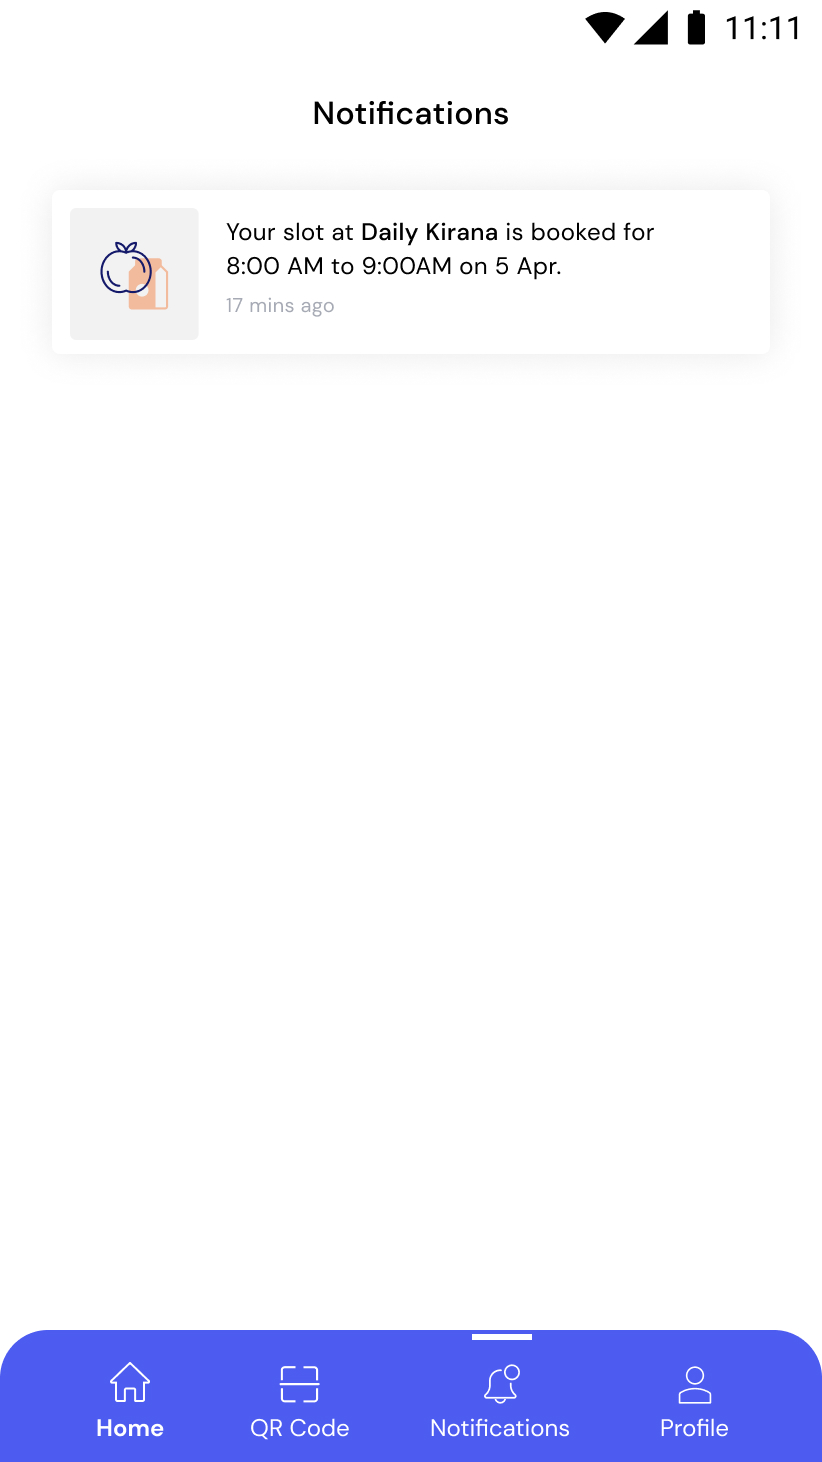 11:11
Notifications
Your slot at Daily Kirana is booked for
8:00 AM to 9:00AM on 5 Apr.
17 mins ago
Home
QR Code
Notifications
Profile